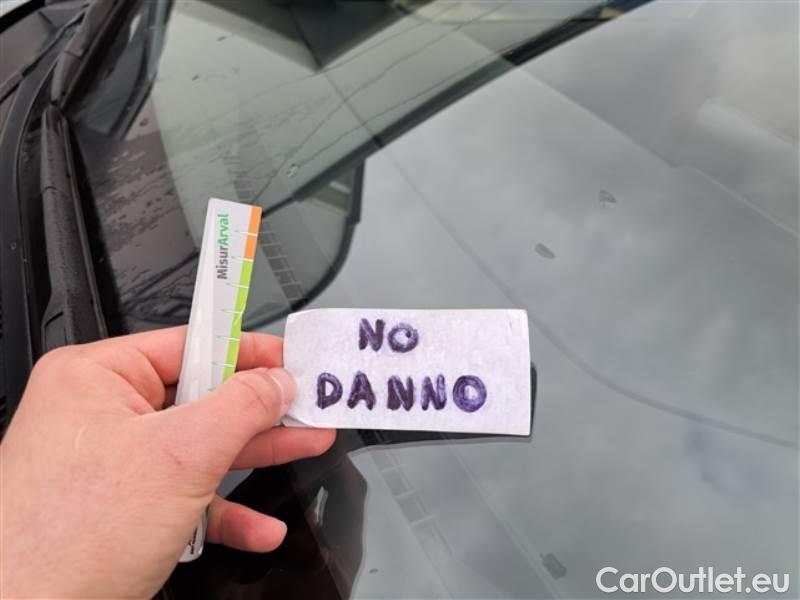 MisurArval
NO
DANNO
CarOutlet.eu